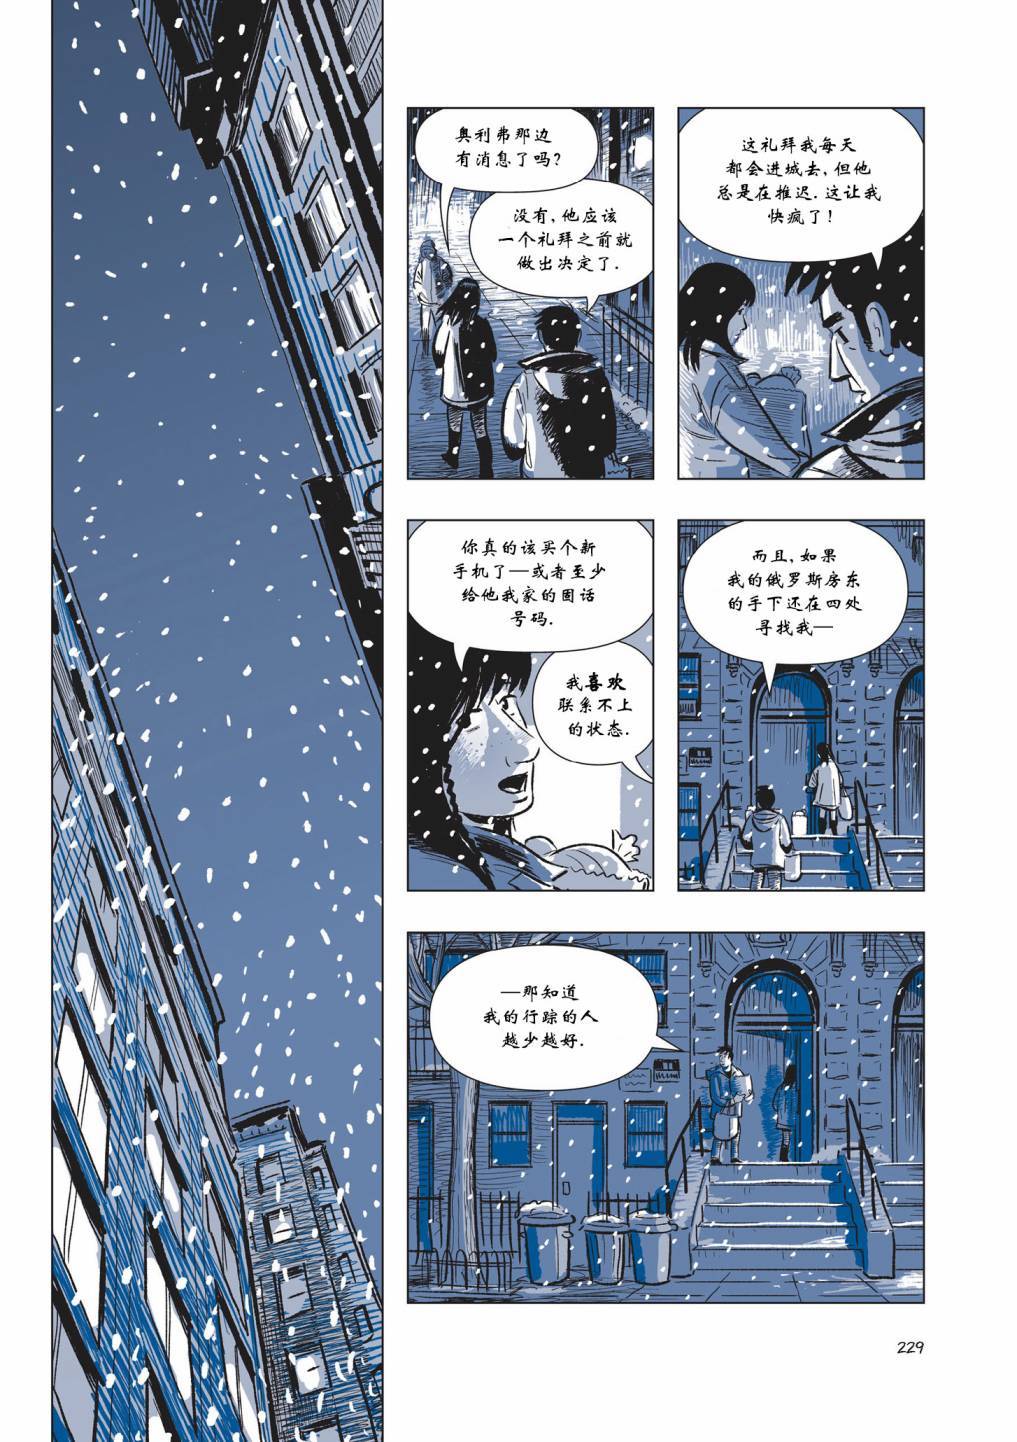 奥利弗那边
有消息了吗?
没有,他应该
一个礼拜之前就
做出决定了.
这礼拜我每天
都会进城去,但他
总是在推迟.这让我
快疯了!
你真的该买个新
手机了—或者至少
给他我家的固话
号码.
我喜欢
联系不上
的状态.
而且,如果
我的俄罗斯房东
的手下还在四处
寻找我—
—那知道
我的行踪的人
越少越好.
229